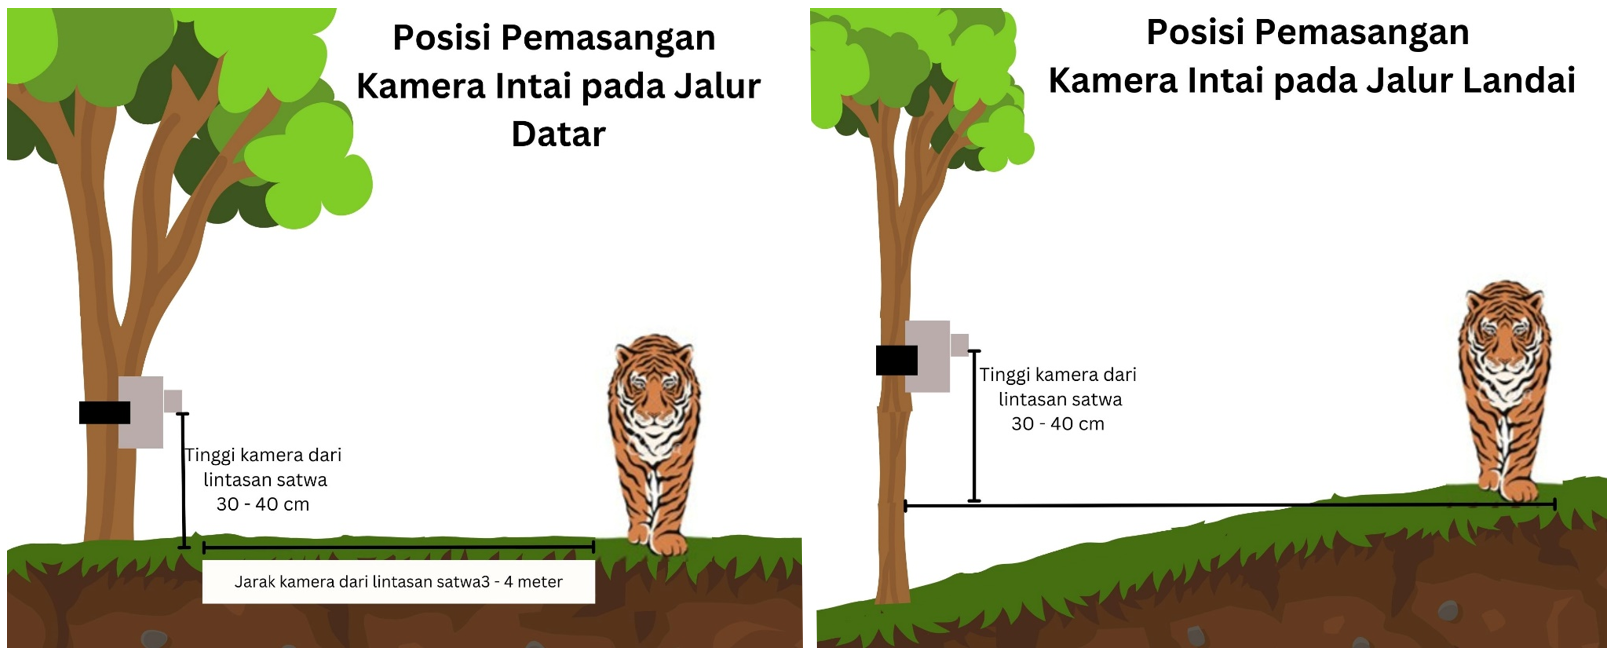 Posisi Pemasangan
Kamera Intai pada Jalur
Datar
Tinggi kamera dari
lintasan satwa
30 - 40 cm
Jarak kamera dari lintasan satwa3 - 4 meter
Posisi Pemasangan
Kamera Intai pada Jalur Landai
Tinggi kamera dari
lintasan satwa
30 - 40 cm